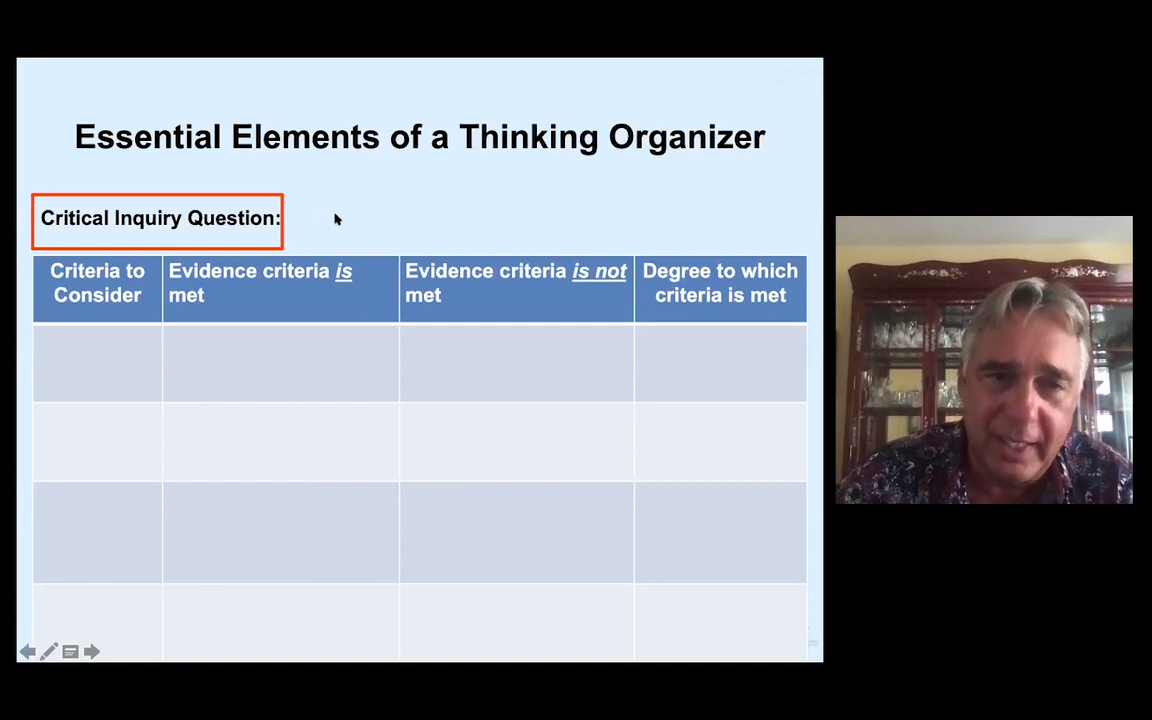 Essential Elements of a Thinking Organizer
Critical Inquiry Question:
Criteria to
Consider
Evidence criteria is
met
Evidence criteria is not
met
Degree to which
criteria is met